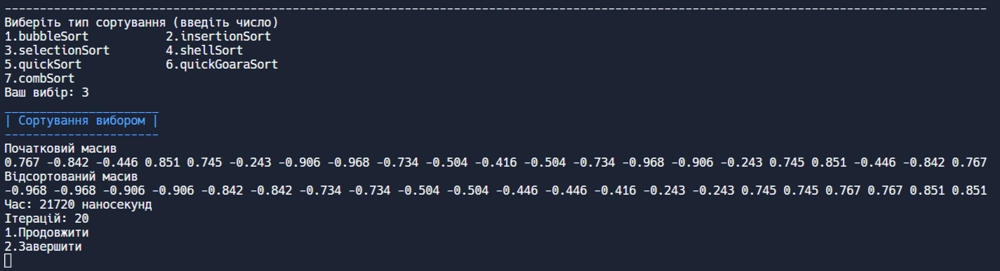 --------------------------------------------------------------------------------------------------------------------------------------------
Виберіть тип сортування (введіть число)
1.bubbleSort           2.insertionSort
3.selectionSort        4.shellSort
5.quickSort            6.quickGoaraSort
7.combSort
Ваш вибір: 3
______________________
| Сортування вибором |
----------------------
Початковий масив
0.767 -0.842 -0.446 0.851 0.745 -0.243 -0.906 -0.968 -0.734 -0.504 -0.416 -0.504 -0.734 -0.968 -0.906 -0.243 0.745 0.851 -0.446 -0.842 0.767
Відсортований масив
-0.968 -0.968 -0.906 -0.906 -0.842 -0.842 -0.734 -0.734 -0.504 -0.504 -0.446 -0.446 -0.416 -0.243 -0.243 0.745 0.745 0.767 0.767 0.851 0.851
Час: 21720 наносекунд
Ітерацій: 20
1.Продовжити
2.Завершити